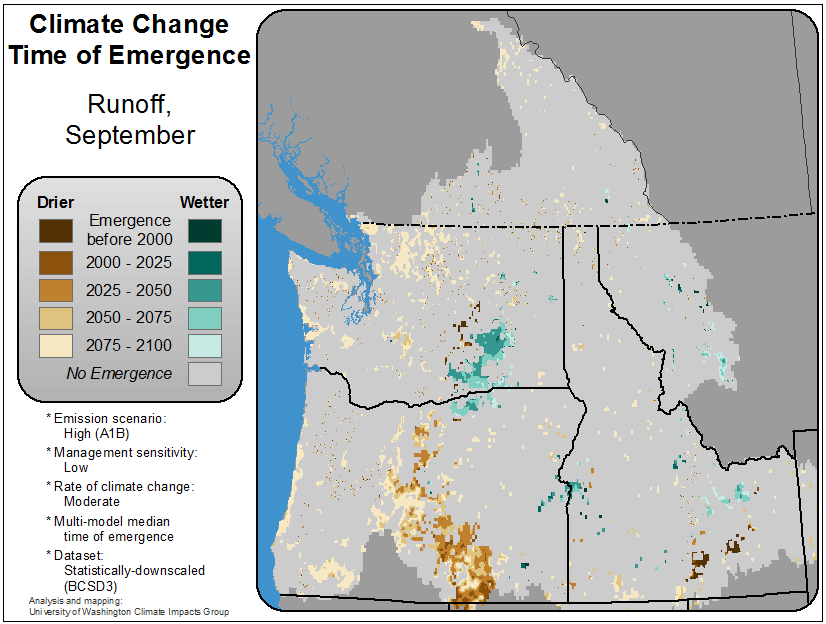 Climate Change
Time of Emergence
Runoff,
September
Drier Wetter
Emergence
before 2000
2000 - 2025
2025 - 2050
2050 - 2075
2075 - 2100
No Emergence
* Emission scenario:
High (A1B)
* Management sensitivity:
Low
* Rate of climate change:
Moderate
* Multi-model median
time of emergence
* Dataset:
Statistically-downscaled
(BCSD3)
Analysis and mapping:
University of Washington Climate Impacts Group